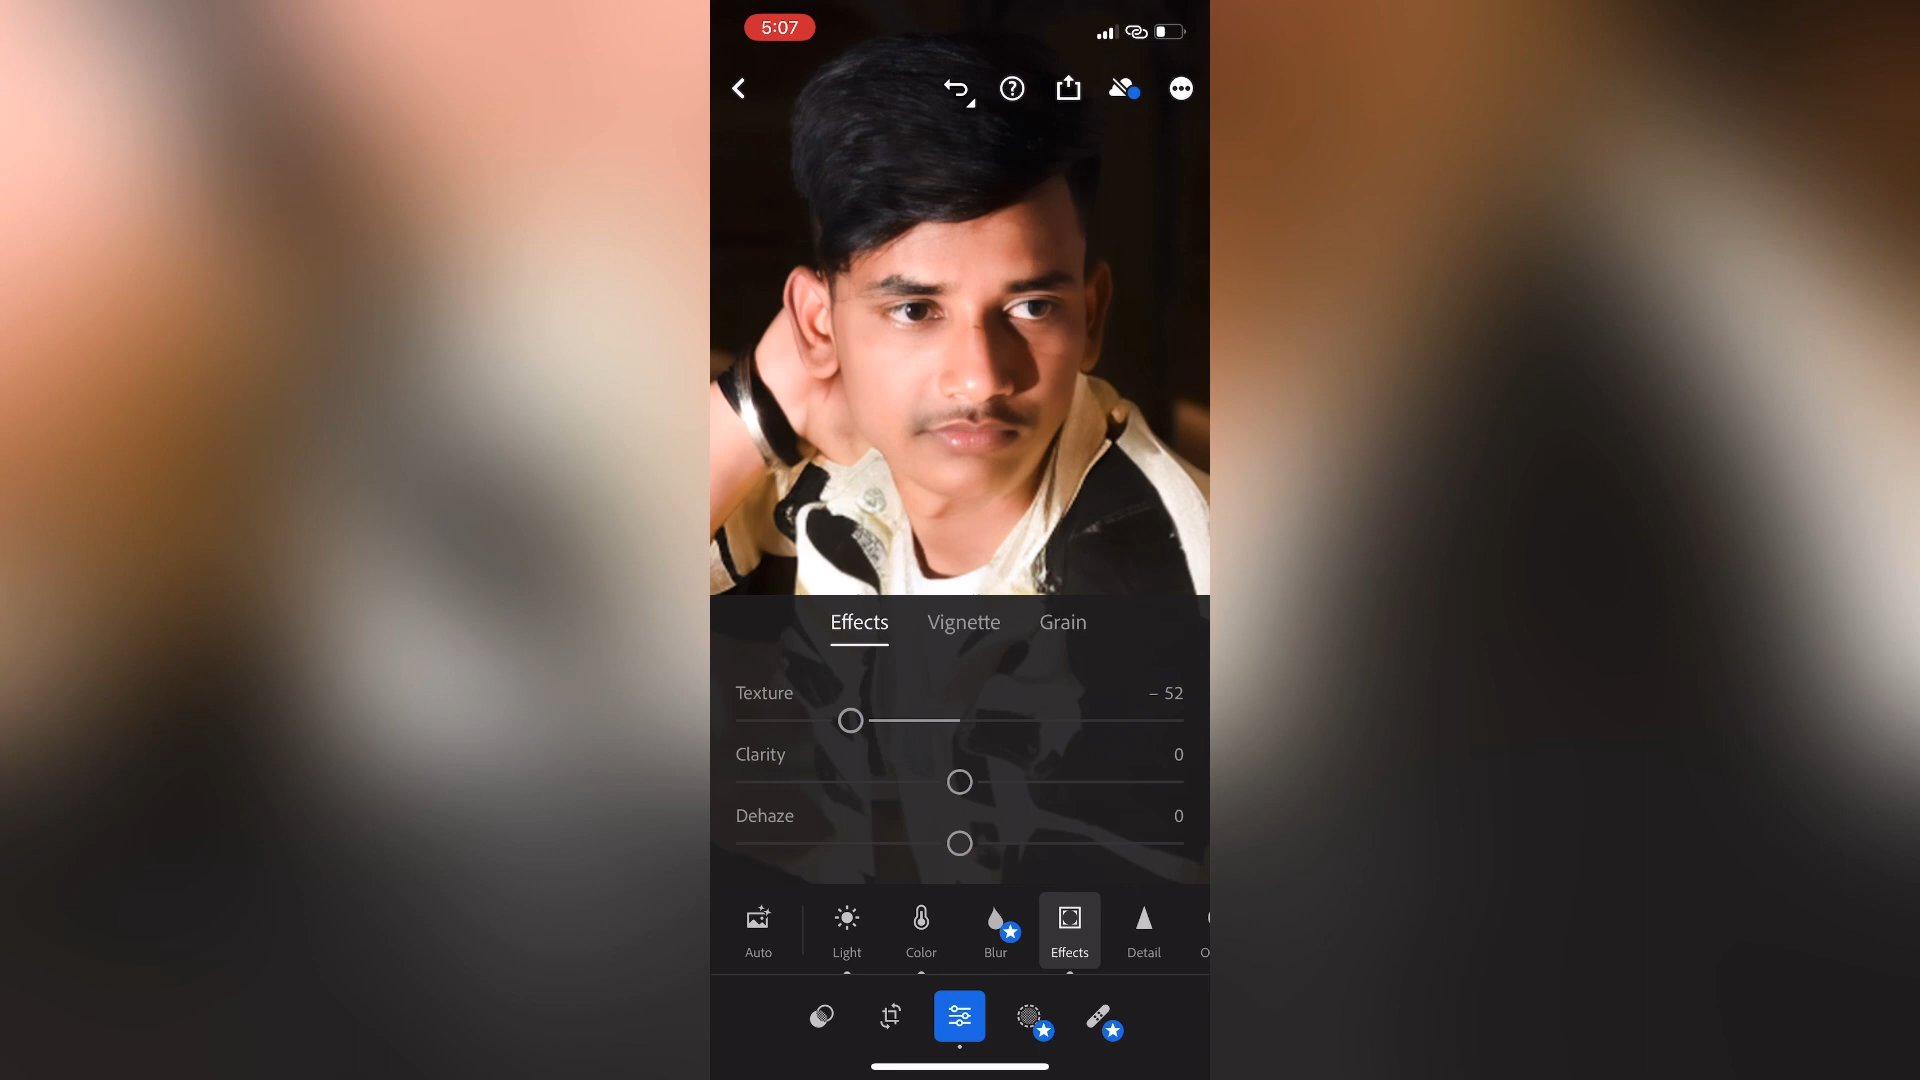 5:07
Effects Vignette Grain
Texture - 52
Clarity 0
Dehaze 0
Auto Light Color Blur Effects Detail O